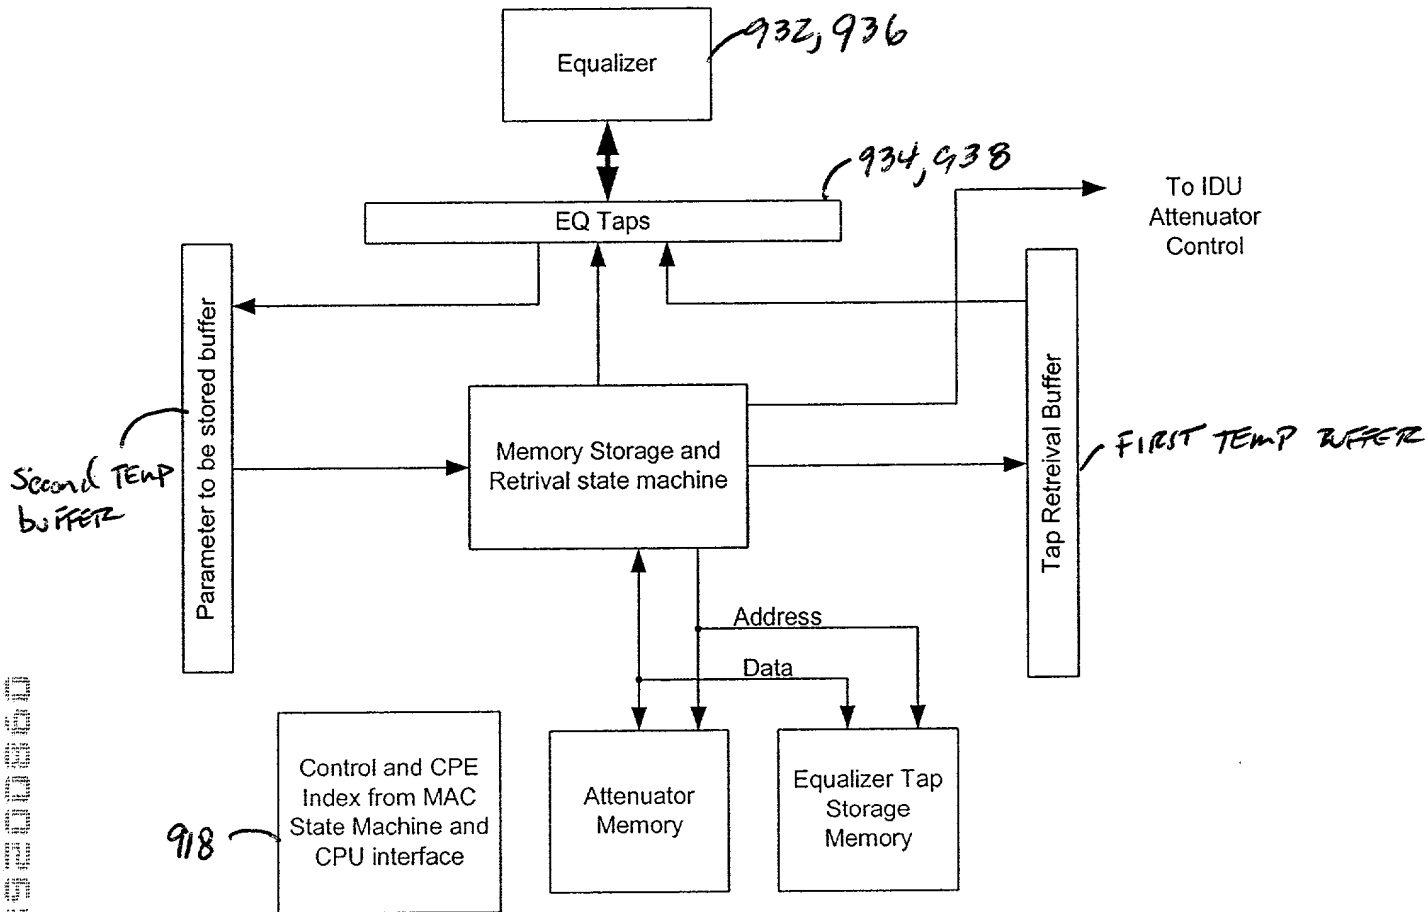 Equalizer
932, 936
934, 938
EQ Taps
To IDU
Attenuator
Control
Parameter to be stored buffer
Second TEMP
buFFER
Memory Storage and
Retrival state machine
Tap Retreival Buffer
FIRST TEMP BUFFER
Address
Data
Control and CPE
Index from MAC
State Machine and
CPU interface
918
Attenuator
Memory
Equalizer Tap
Storage
Memory